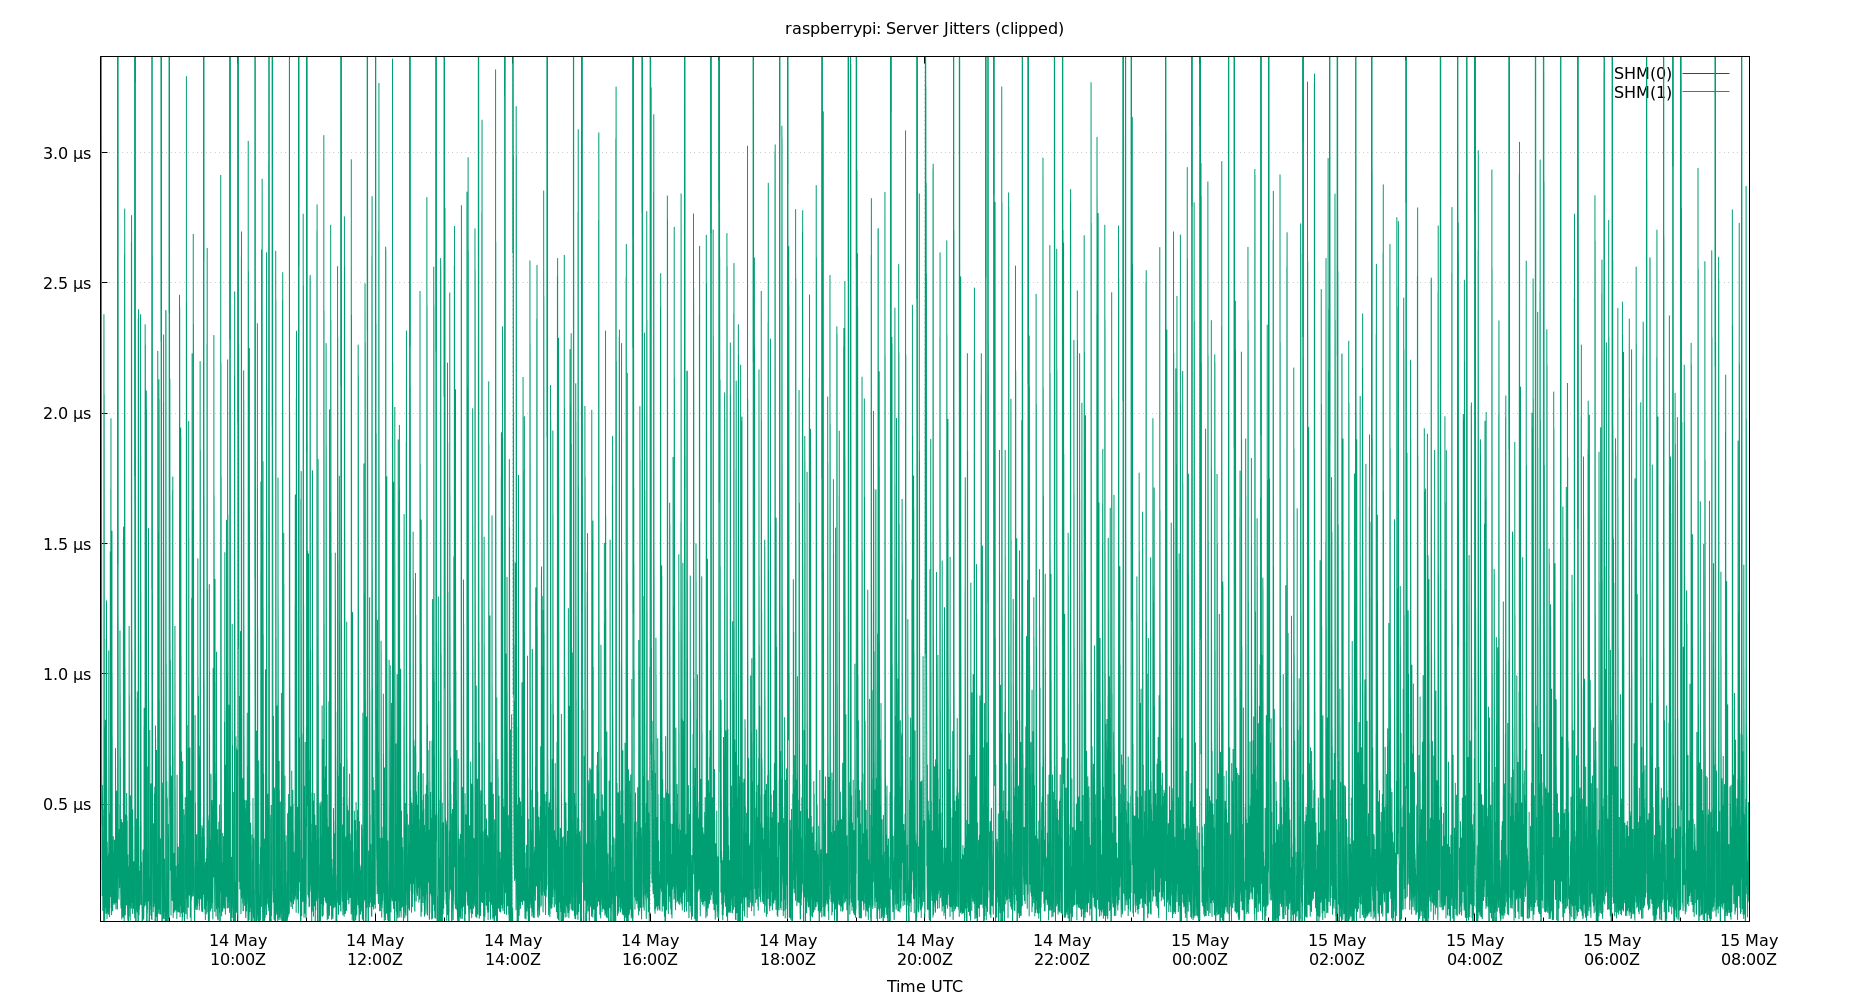 raspberrypi: Server Jitters (clipped)
SHM(0)
SHM(1)
3.0 µs
2.5 µs
2.0 µs
1.5 µs
1.0 µs
0.5 µs
14 May 14 May 14 May 14 May 14 May 14 May 14 May 15 May 15 May 15 May 15 May 15 May
10:00Z 12:00Z 14:00Z 16:00Z 18:00Z 20:00Z 22:00Z 00:00Z 02:00Z 04:00Z 06:00Z 08:00Z
Time UTC